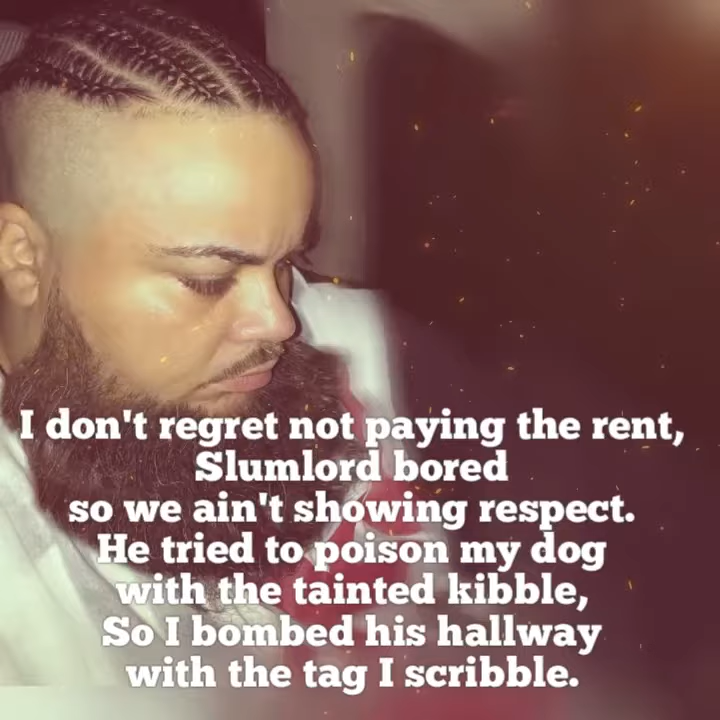 I don't regret not paying the rent,
Slumlord bored
so we ain't showing respect.
He tried to poison my dog
with the tainted kibble,
So I bombed his hallway
with the tag I scribble.